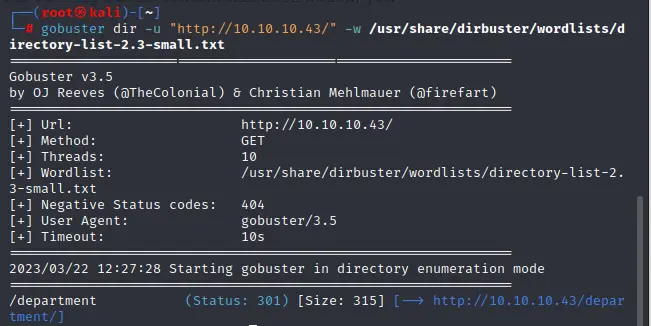 ┌──(root㉿kali)-[~]
└─# gobuster dir -u "http://10.10.10.43/" -w /usr/share/dirbuster/wordlists/d
irectory-list-2.3-small.txt
===============================================================
Gobuster v3.5
by OJ Reeves (@TheColonial) & Christian Mehlmauer (@firefart)
===============================================================
[+] Url:                     http://10.10.10.43/
[+] Method:                  GET
[+] Threads:                 10
[+] Wordlist:                /usr/share/dirbuster/wordlists/directory-list-2.
3-small.txt
[+] Negative Status codes:   404
[+] User Agent:              gobuster/3.5
[+] Timeout:                 10s
===============================================================
2023/03/22 12:27:28 Starting gobuster in directory enumeration mode
===============================================================
/department           (Status: 301) [Size: 315] [--> http://10.10.10.43/depar
tment/]